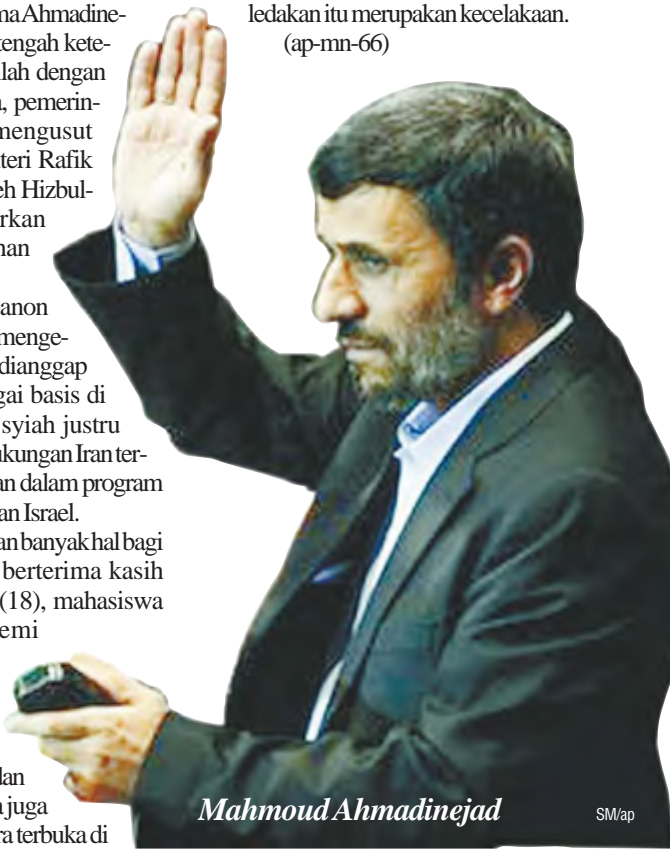 ma Ahmadine-
tengah kete-
lah dengan
, pemerin-
mengusut
teri Rafik
eh Hizbul-
rkan
nan
anon
menge-
dianggap
gai basis di
syiah justru
kungan Iran ter-
an dalam program
an Israel.
an banyak hal bagi
berterima kasih
(18), mahasiswa
emi
dan
juga
ra terbuka di
ledakan itu merupakan kecelakaan.
(ap-mn-66)
Mahmoud Ahmadinejad
SM/ap